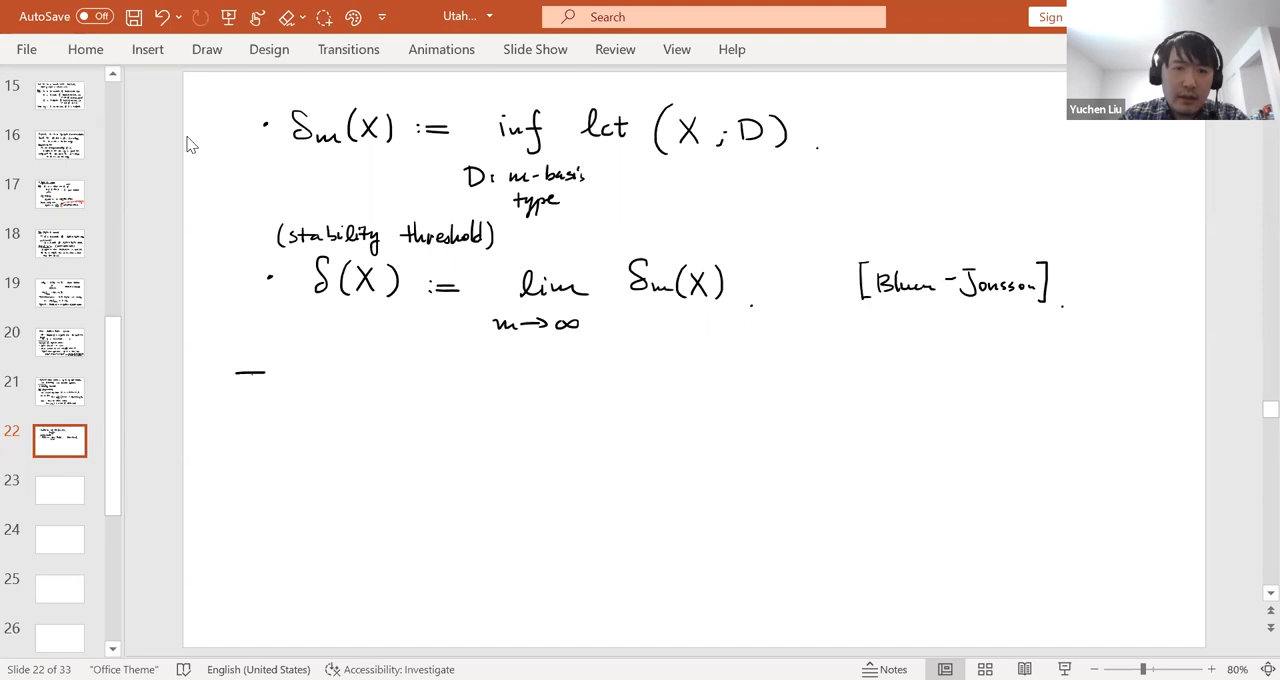 AutoSave Off Utah... Search Sign
File Home Insert Draw Design Transitions Animations Slide Show Review View Help
Yuchen Liu
15
16
17
18
19
20
21
22
23
24
25
26
· δm(X) := inf lct (X ; D) .
D: m-basis
type
(stability threshold)
· δ(X) := lim δm(X) . [Blum-Jonsson] .
m→∞
—
Slide 22 of 33 "Office Theme" English (United States) Accessibility: Investigate Notes 80%